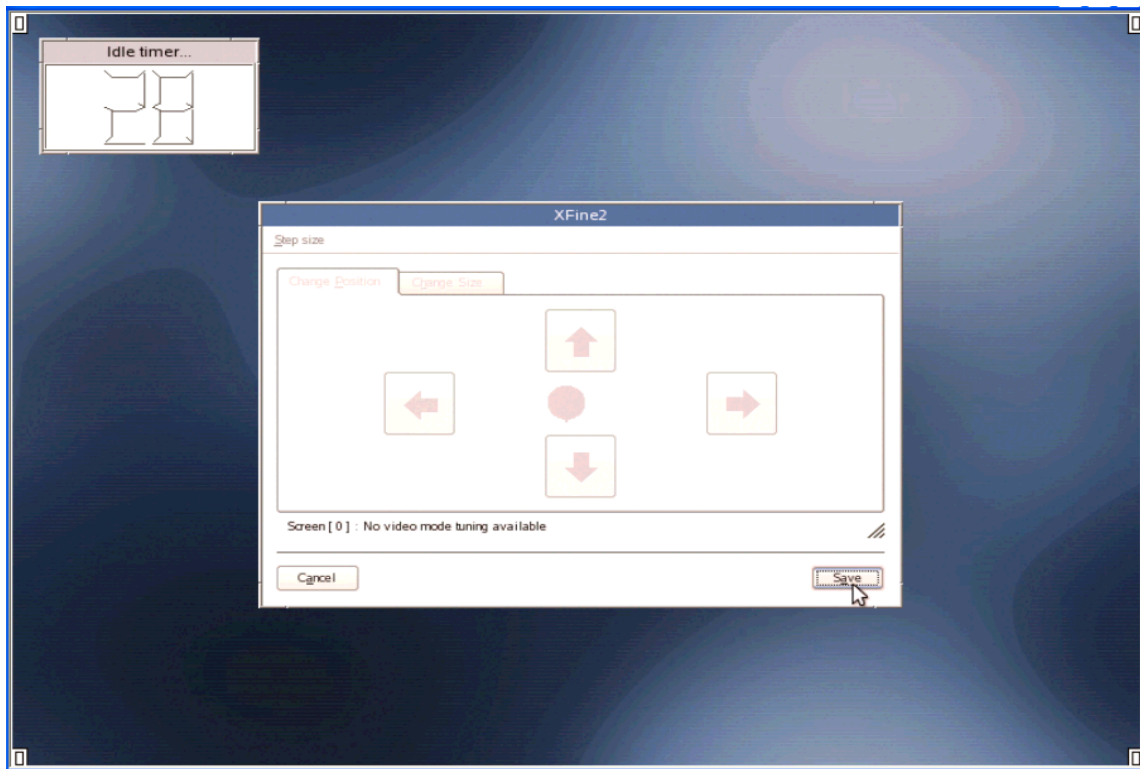 Idle timer...
28
XFine2
Step size
Change Position
Change Size
Screen [ 0 ] : No video mode tuning available
Cancel
Save